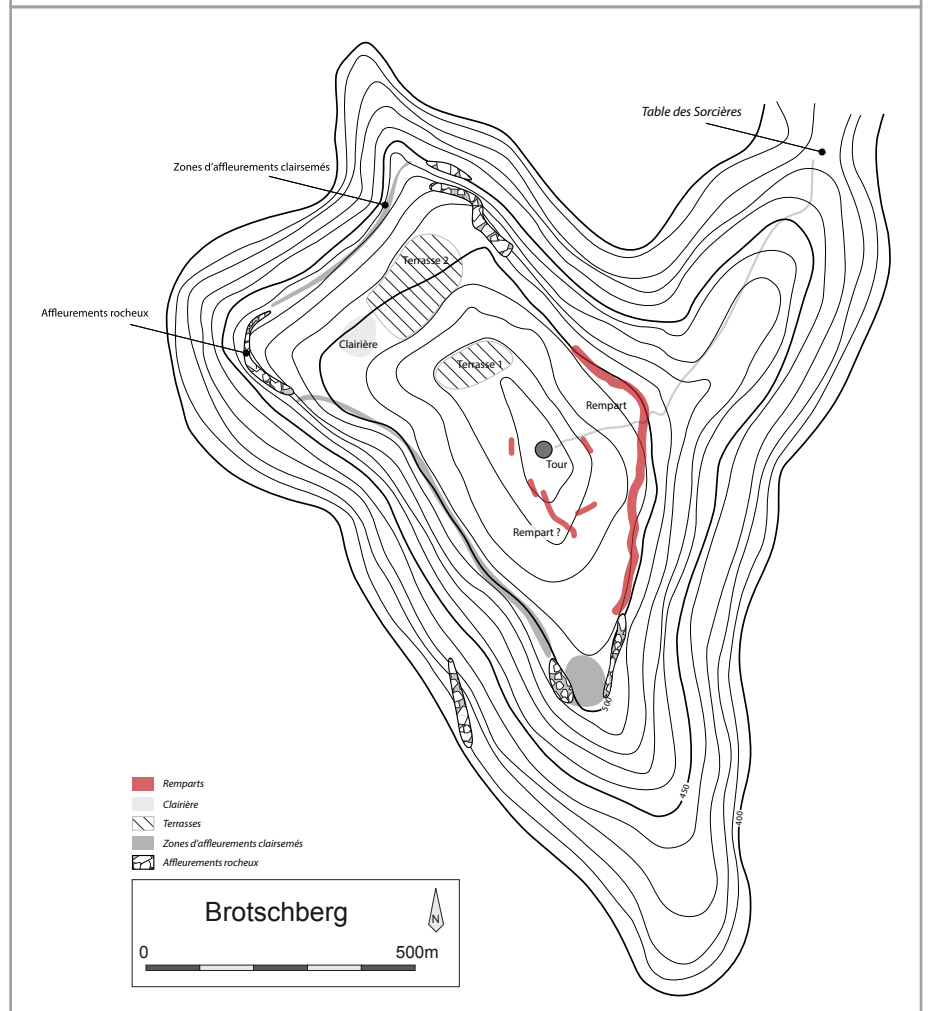 Table des Sorcières
Zones d'affleurements clairsemés
Terrasse 2
Affleurements rocheux
Clairière
Terrasse 1
Rempart
Tour
Rempart ?
500
450
400
Remparts
Clairière
Terrasses
Zones d'affleurements clairsemés
Affleurements rocheux
Brotschberg
N
0 500m